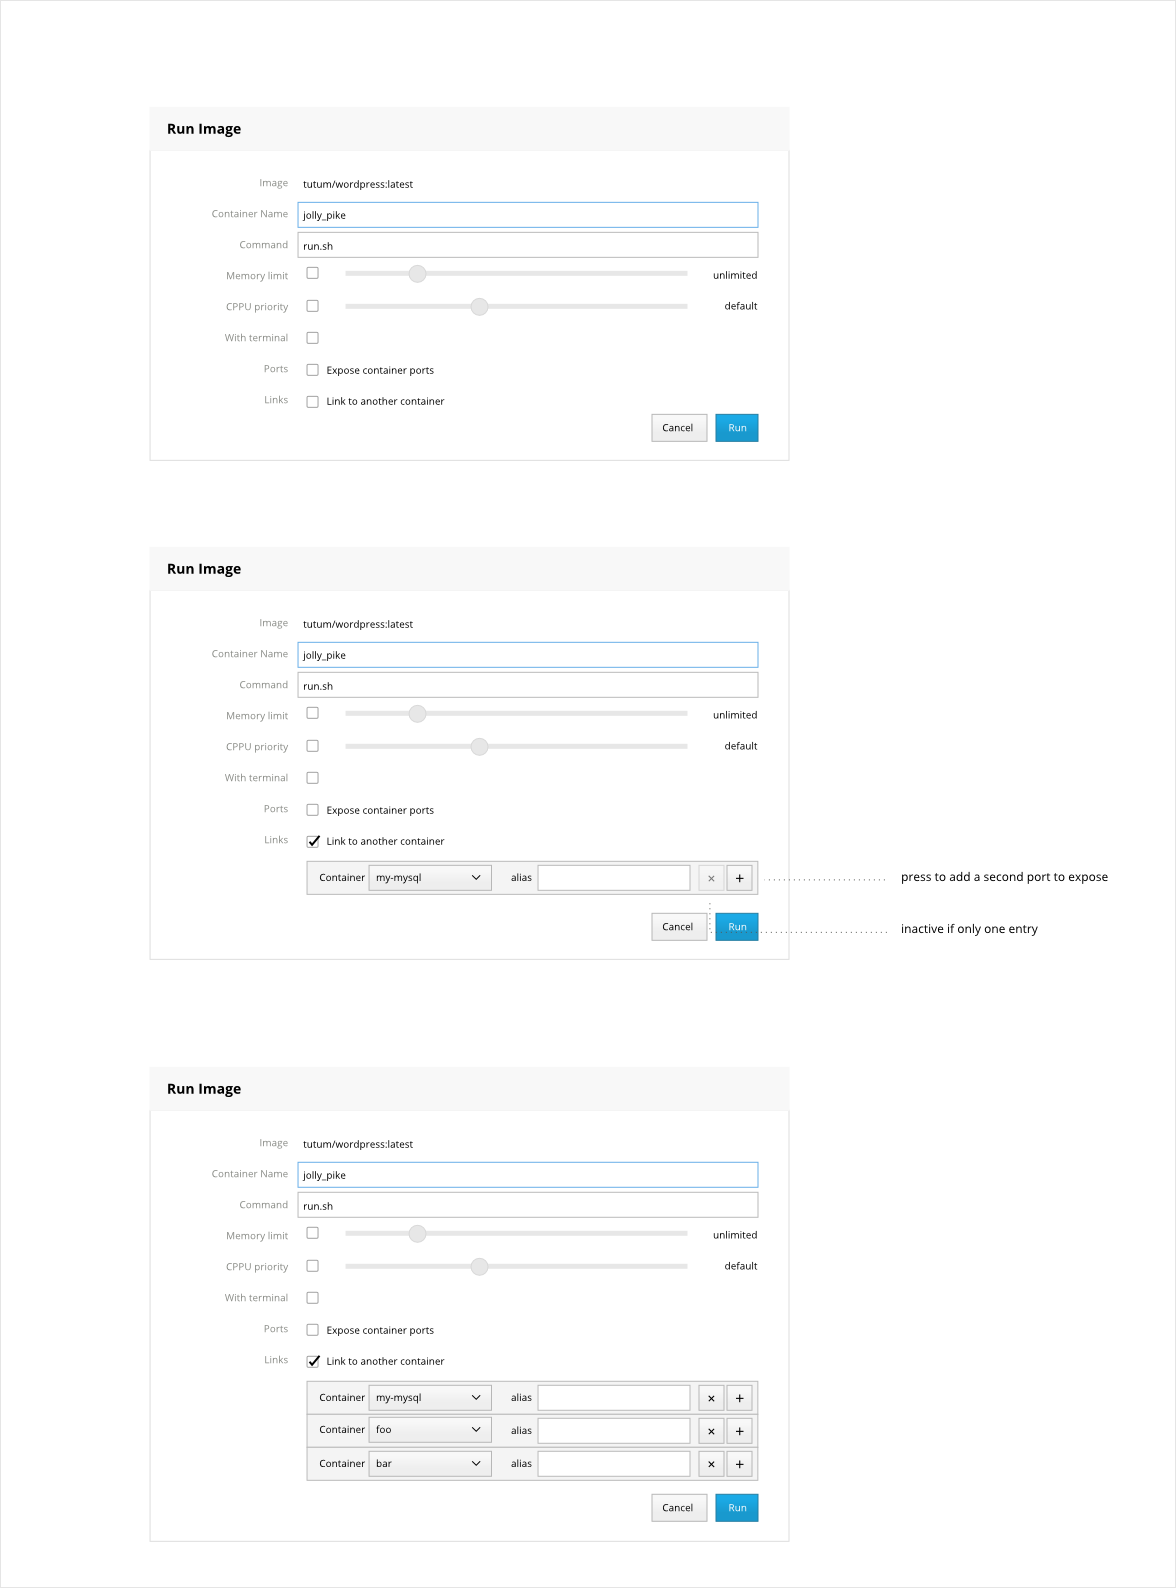 Run Image
Image tutum/wordpress:latest
Container Name jolly_pike
Command run.sh
Memory limit unlimited
CPPU priority default
With terminal
Ports Expose container ports
Links Link to another container
Cancel Run
Run Image
Image tutum/wordpress:latest
Container Name jolly_pike
Command run.sh
Memory limit unlimited
CPPU priority default
With terminal
Ports Expose container ports
Links Link to another container
Container my-mysql alias × + press to add a second port to expose
Cancel Run inactive if only one entry
Run Image
Image tutum/wordpress:latest
Container Name jolly_pike
Command run.sh
Memory limit unlimited
CPPU priority default
With terminal
Ports Expose container ports
Links Link to another container
Container my-mysql alias × +
Container foo alias × +
Container bar alias × +
Cancel Run